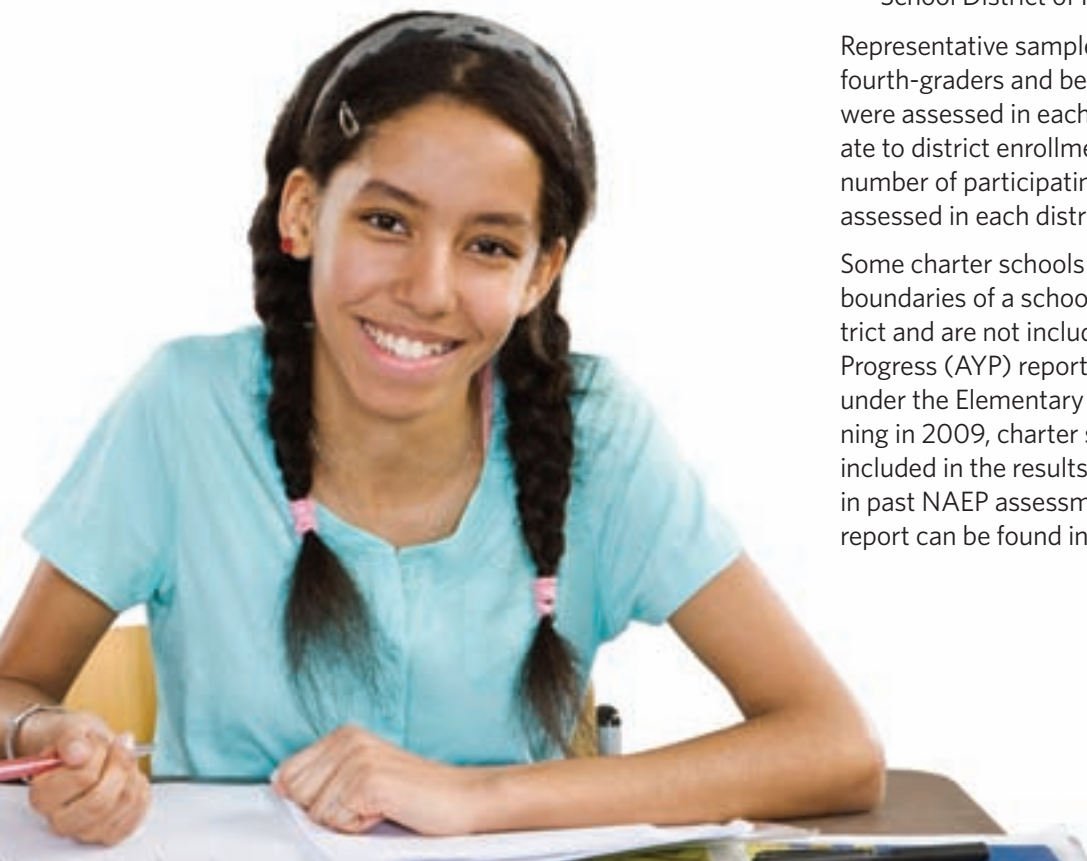 School District of
Representative sample
fourth-graders and be
were assessed in each
ate to district enrollme
number of participatin
assessed in each distr
Some charter schools
boundaries of a schoo
trict and are not includ
Progress (AYP) report
under the Elementary
ning in 2009, charter s
included in the results
in past NAEP assessm
report can be found in